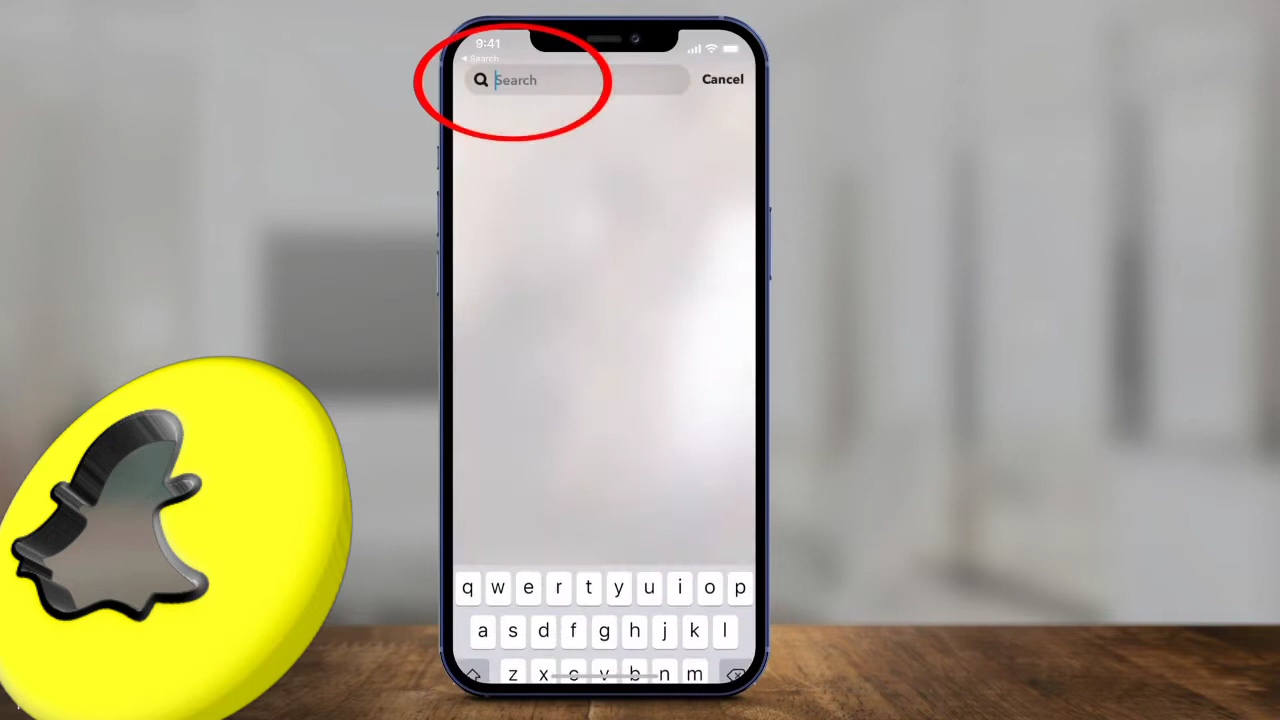 9:41
◂ Search
Search Cancel
q w e r t y u i o p
a s d f g h j k l
z x c v b n m